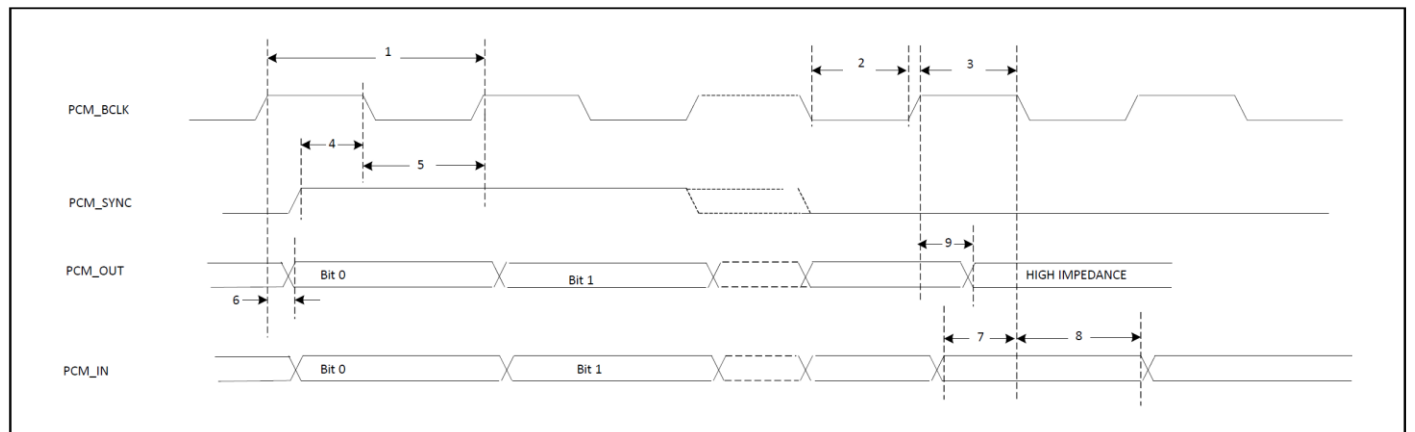 1
2
3
PCM_BCLK
4
5
PCM_SYNC
9
PCM_OUT
Bit 0
Bit 1
HIGH IMPEDANCE
6
7
8
PCM_IN
Bit 0
Bit 1